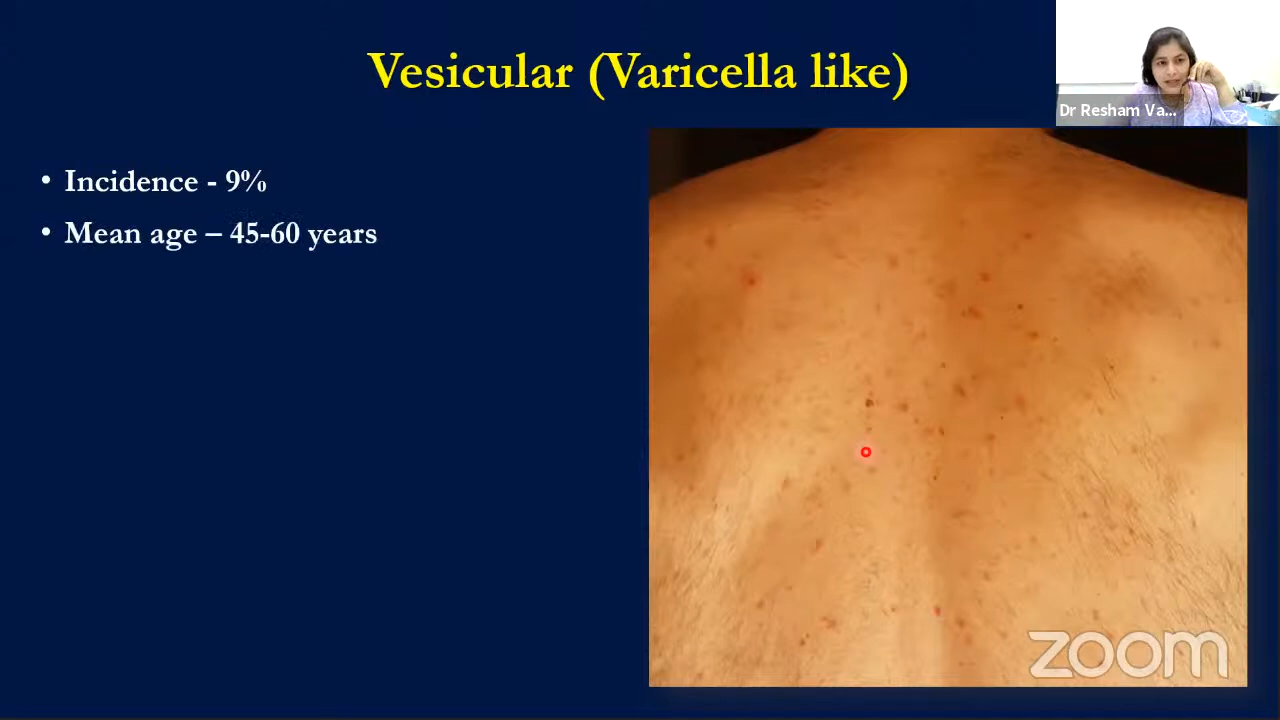 Vesicular (Varicella like)
Dr Resham Va...
• Incidence - 9%
• Mean age – 45-60 years
zoom